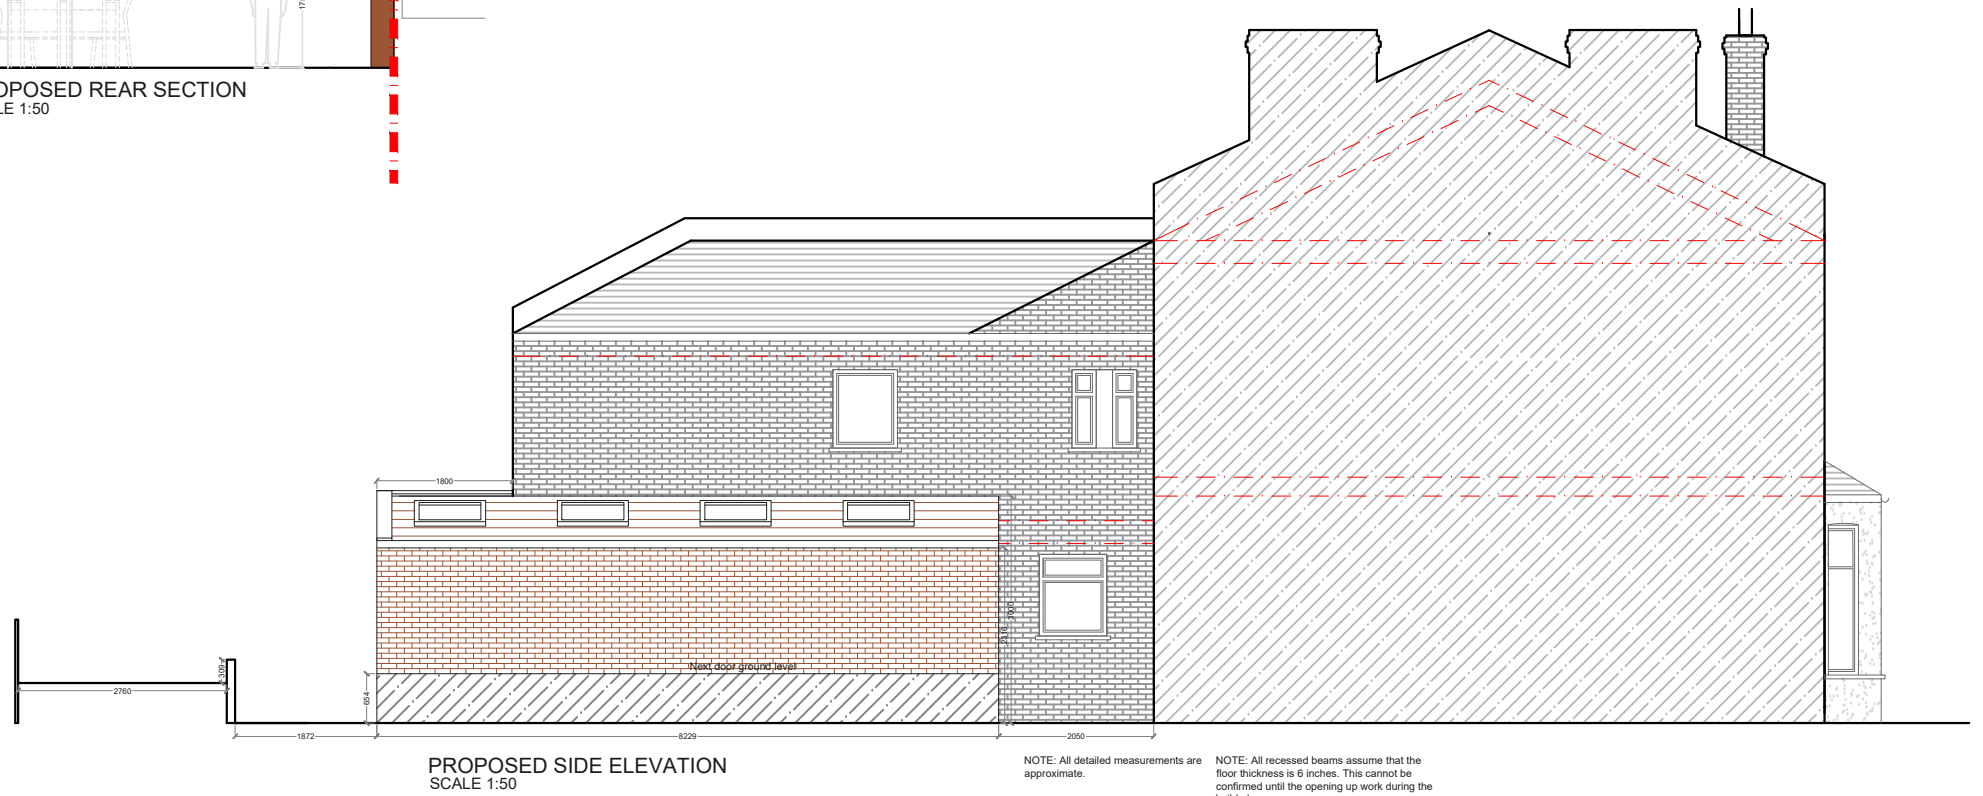 OPOSED REAR SECTION
LE 1:50
1800
Next door ground level
3000
2316
309
2760
654
1872
8229
2050
PROPOSED SIDE ELEVATION
SCALE 1:50
NOTE: All detailed measurements are
approximate.
NOTE: All recessed beams assume that the
floor thickness is 6 inches. This cannot be
confirmed until the opening up work during the